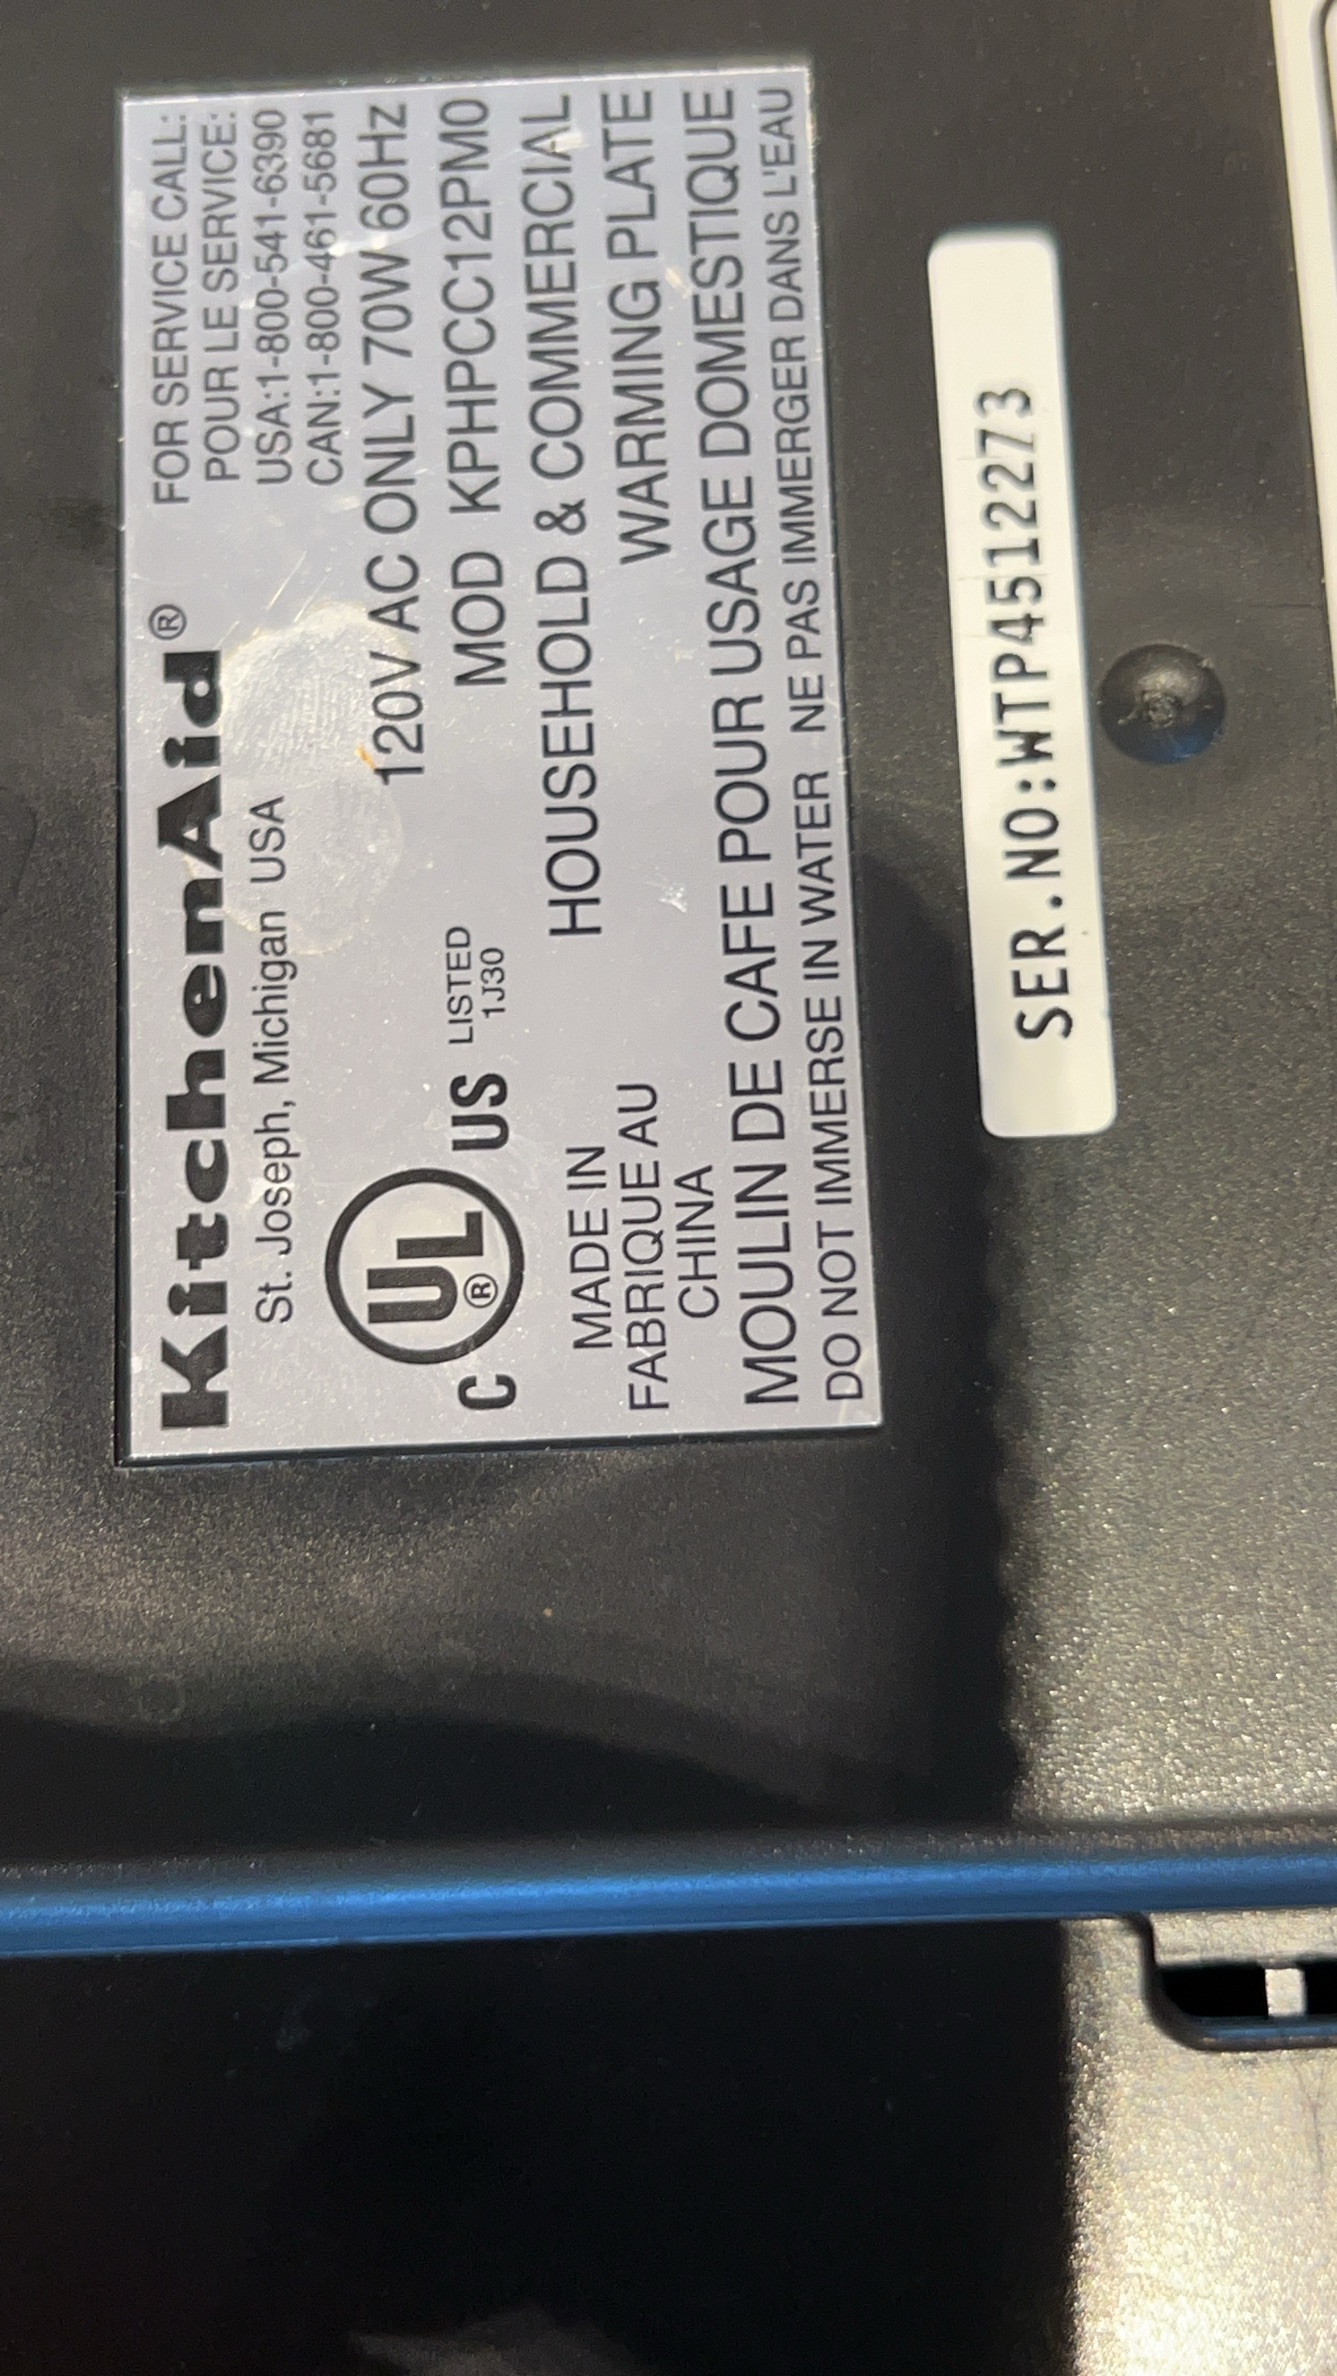 KitchenAid®
St. Joseph, Michigan USA
FOR SERVICE CALL:
POUR LE SERVICE:
USA:1-800-541-6390
CAN:1-800-461-5681
120V AC ONLY 70W 60Hz
MOD KPHPCC12PM0
C UL® US LISTED
1J30
HOUSEHOLD & COMMERCIAL
WARMING PLATE
MADE IN
FABRIQUE AU
CHINA
MOULIN DE CAFE POUR USAGE DOMESTIQUE
DO NOT IMMERSE IN WATER NE PAS IMMERGER DANS L'EAU
SER.NO:WTP4512273